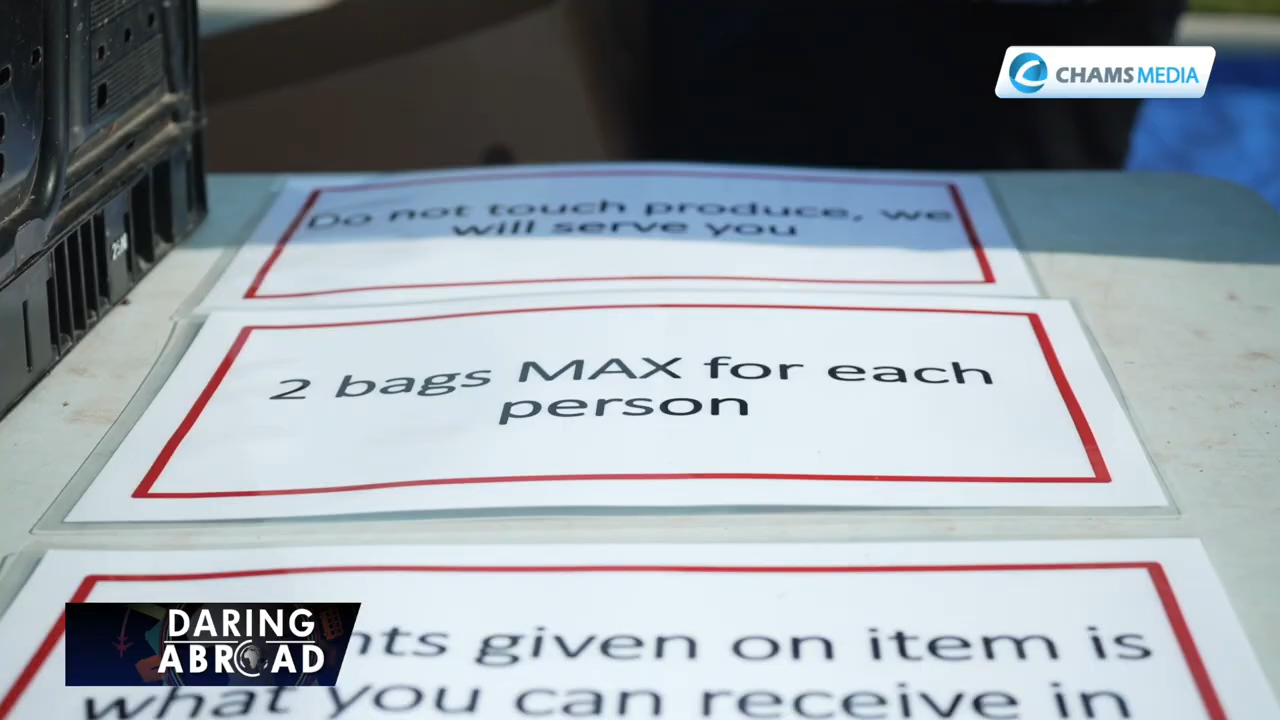 CHAMS MEDIA
Do not touch produce, we
will serve you
2 bags MAX for each
person
given on item is
what you can receive in
DARING
ABROAD